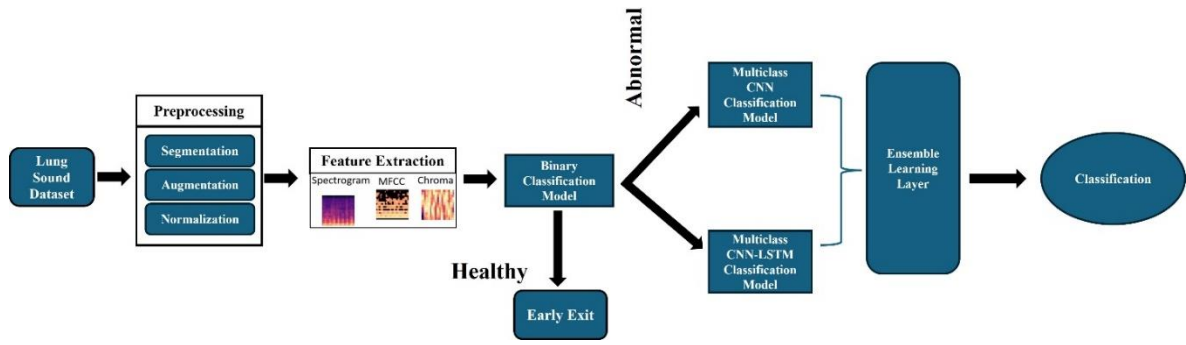 Lung
Sound
Dataset
Preprocessing
Segmentation
Augmentation
Normalization
Feature Extraction
Spectrogram MFCC Chroma
Binary
Classification
Model
Healthy
Early Exit
Abnormal
Multiclass
CNN
Classification
Model
Multiclass
CNN-LSTM
Classification
Model
Ensemble
Learning
Layer
Classification